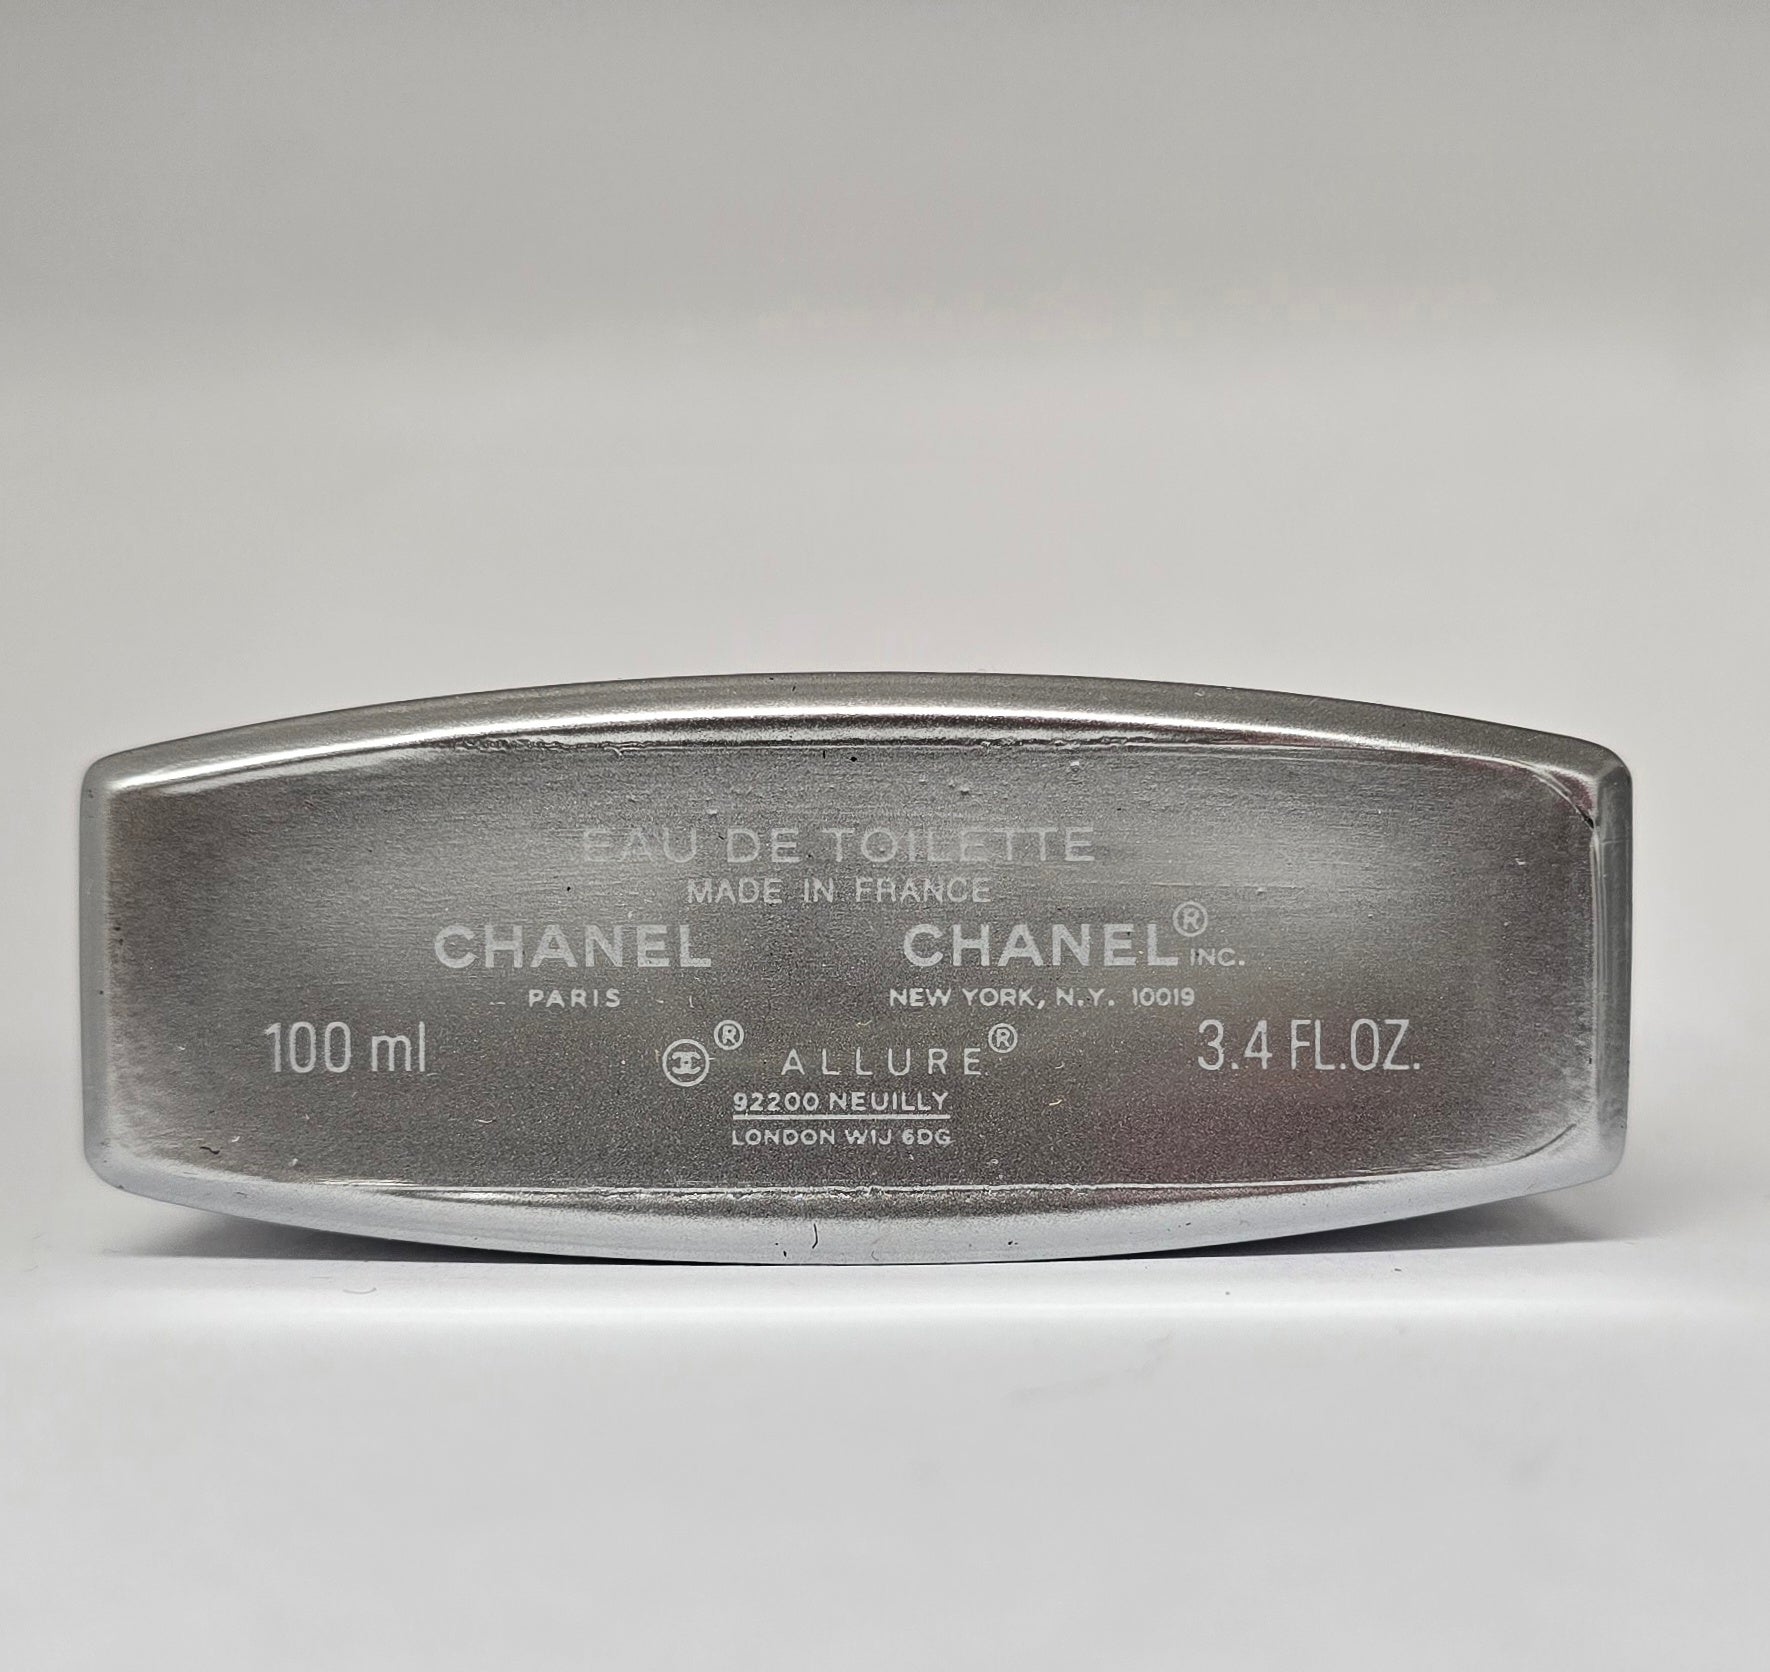 EAU DE TOILETTE
MADE IN FRANCE
CHANEL CHANEL® INC.
PARIS NEW YORK, N.Y. 10019
100 ml ® ALLURE® 3.4 FL.OZ.
92200 NEUILLY
LONDON W1J 6DG